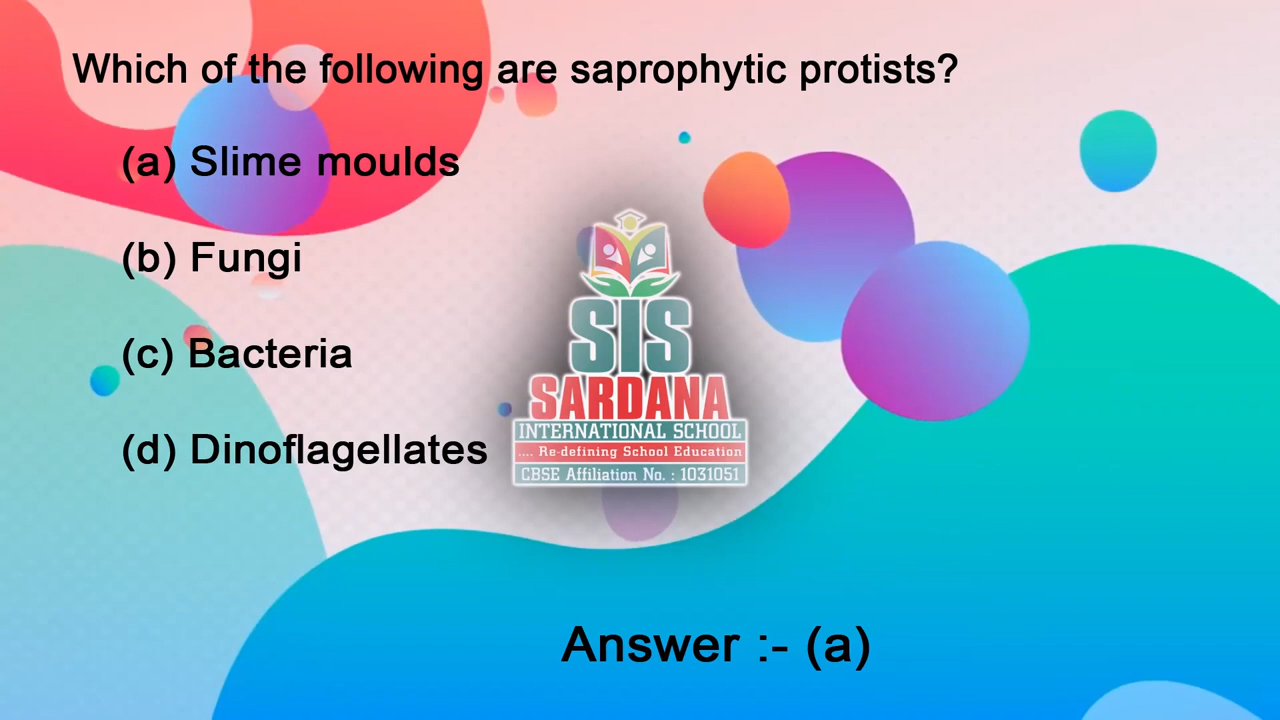 Which of the following are saprophytic protists?
(a) Slime moulds
(b) Fungi
(c) Bacteria
(d) Dinoflagellates
SIS
SARDANA
INTERNATIONAL SCHOOL
.... Re-defining School Education
CBSE Affiliation No. : 1031051
Answer :- (a)